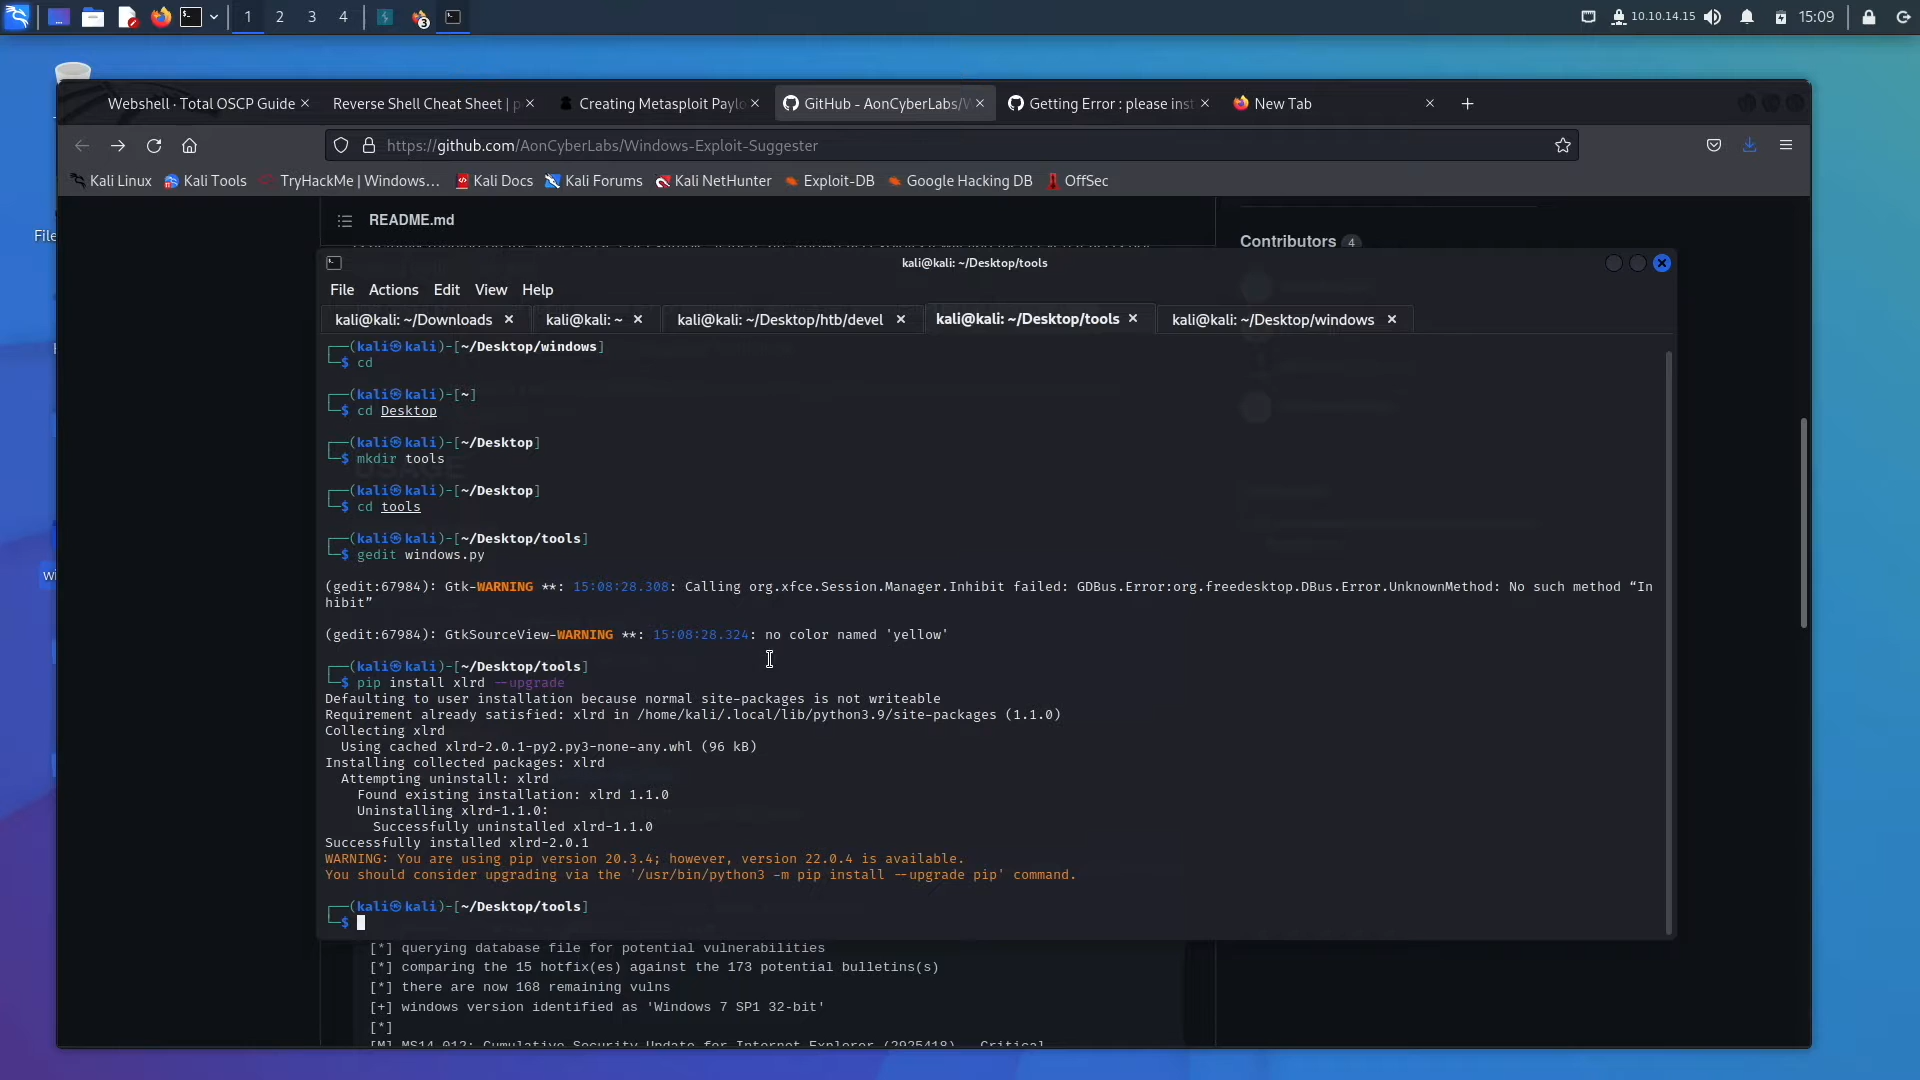 1 2 3 4
3
10.10.14.15
15:09
Webshell · Total OSCP Guide
Reverse Shell Cheat Sheet | p
Creating Metasploit Paylo
GitHub - AonCyberLabs/W
Getting Error : please inst
New Tab
https://github.com/AonCyberLabs/Windows-Exploit-Suggester
Kali Linux
Kali Tools
TryHackMe | Windows…
Kali Docs
Kali Forums
Kali NetHunter
Exploit-DB
Google Hacking DB
OffSec
README.md
Contributors 4
File
kali@kali: ~/Desktop/tools
File Actions Edit View Help
kali@kali: ~/Downloads
kali@kali: ~
kali@kali: ~/Desktop/htb/devel
kali@kali: ~/Desktop/tools
kali@kali: ~/Desktop/windows
┌──(kali㉿kali)-[~/Desktop/windows]
└─$ cd
┌──(kali㉿kali)-[~]
└─$ cd Desktop
┌──(kali㉿kali)-[~/Desktop]
└─$ mkdir tools
USAGE
┌──(kali㉿kali)-[~/Desktop]
└─$ cd tools
┌──(kali㉿kali)-[~/Desktop/tools]
└─$ gedit windows.py
wi
(gedit:67984): Gtk-WARNING **: 15:08:28.308: Calling org.xfce.Session.Manager.Inhibit failed: GDBus.Error:org.freedesktop.DBus.Error.UnknownMethod: No such method “In
hibit”
(gedit:67984): GtkSourceView-WARNING **: 15:08:28.324: no color named 'yellow'
┌──(kali㉿kali)-[~/Desktop/tools]
└─$ pip install xlrd --upgrade
Defaulting to user installation because normal site-packages is not writeable
Requirement already satisfied: xlrd in /home/kali/.local/lib/python3.9/site-packages (1.1.0)
Collecting xlrd
Using cached xlrd-2.0.1-py2.py3-none-any.whl (96 kB)
Installing collected packages: xlrd
Attempting uninstall: xlrd
Found existing installation: xlrd 1.1.0
Uninstalling xlrd-1.1.0:
Successfully uninstalled xlrd-1.1.0
Successfully installed xlrd-2.0.1
WARNING: You are using pip version 20.3.4; however, version 22.0.4 is available.
You should consider upgrading via the '/usr/bin/python3 -m pip install --upgrade pip' command.
┌──(kali㉿kali)-[~/Desktop/tools]
└─$
[*] querying database file for potential vulnerabilities
[*] comparing the 15 hotfix(es) against the 173 potential bulletins(s)
[*] there are now 168 remaining vulns
[+] windows version identified as 'Windows 7 SP1 32-bit'
[*]
[M] MS14-012: Cumulative Security Update for Internet Explorer (2925418) - Critical